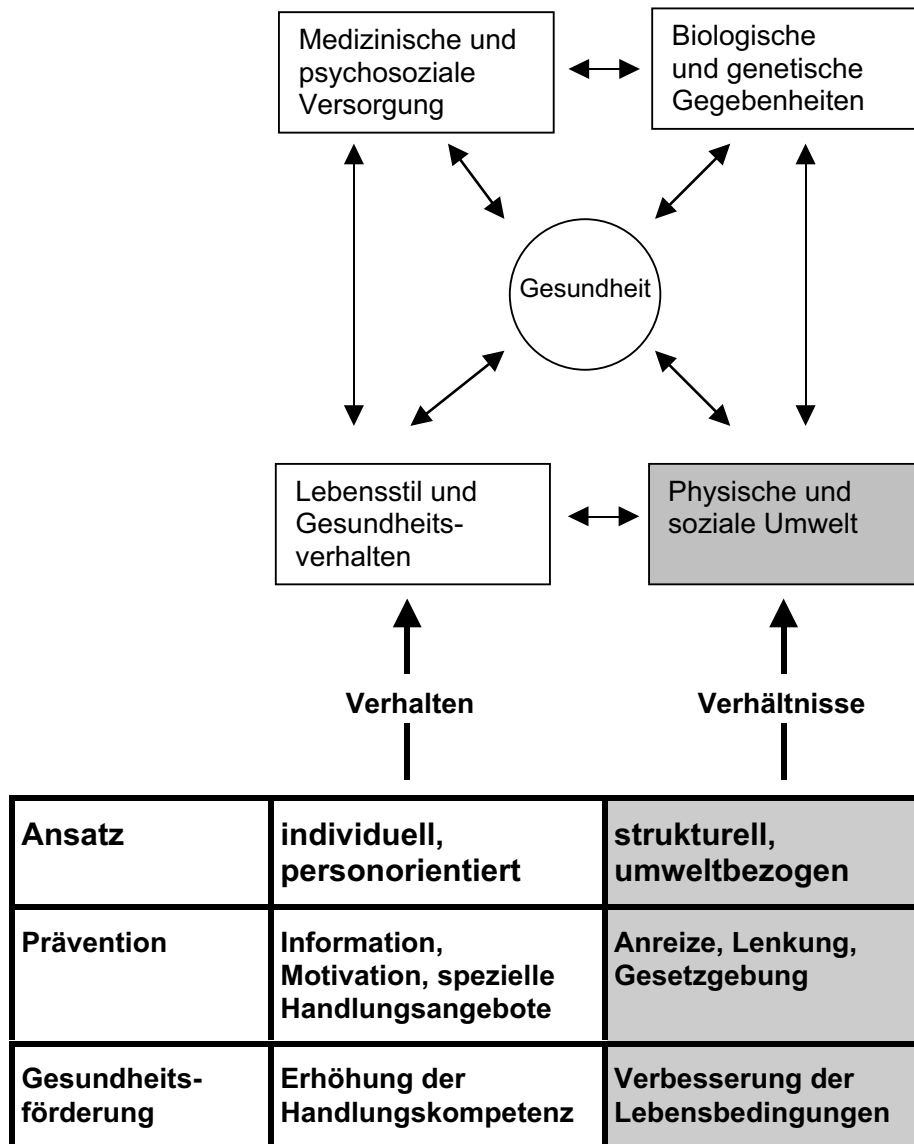 Medizinische und
psychosoziale
Versorgung
Biologische
und genetische
Gegebenheiten
Gesundheit
Lebensstil und
Gesundheits-
verhalten
Physische und
soziale Umwelt
Verhalten
Verhältnisse
Ansatz
individuell,
personorientiert
strukturell,
umweltbezogen
Prävention
Information,
Motivation, spezielle
Handlungsangebote
Anreize, Lenkung,
Gesetzgebung
Gesundheits-
förderung
Erhöhung der
Handlungskompetenz
Verbesserung der
Lebensbedingungen